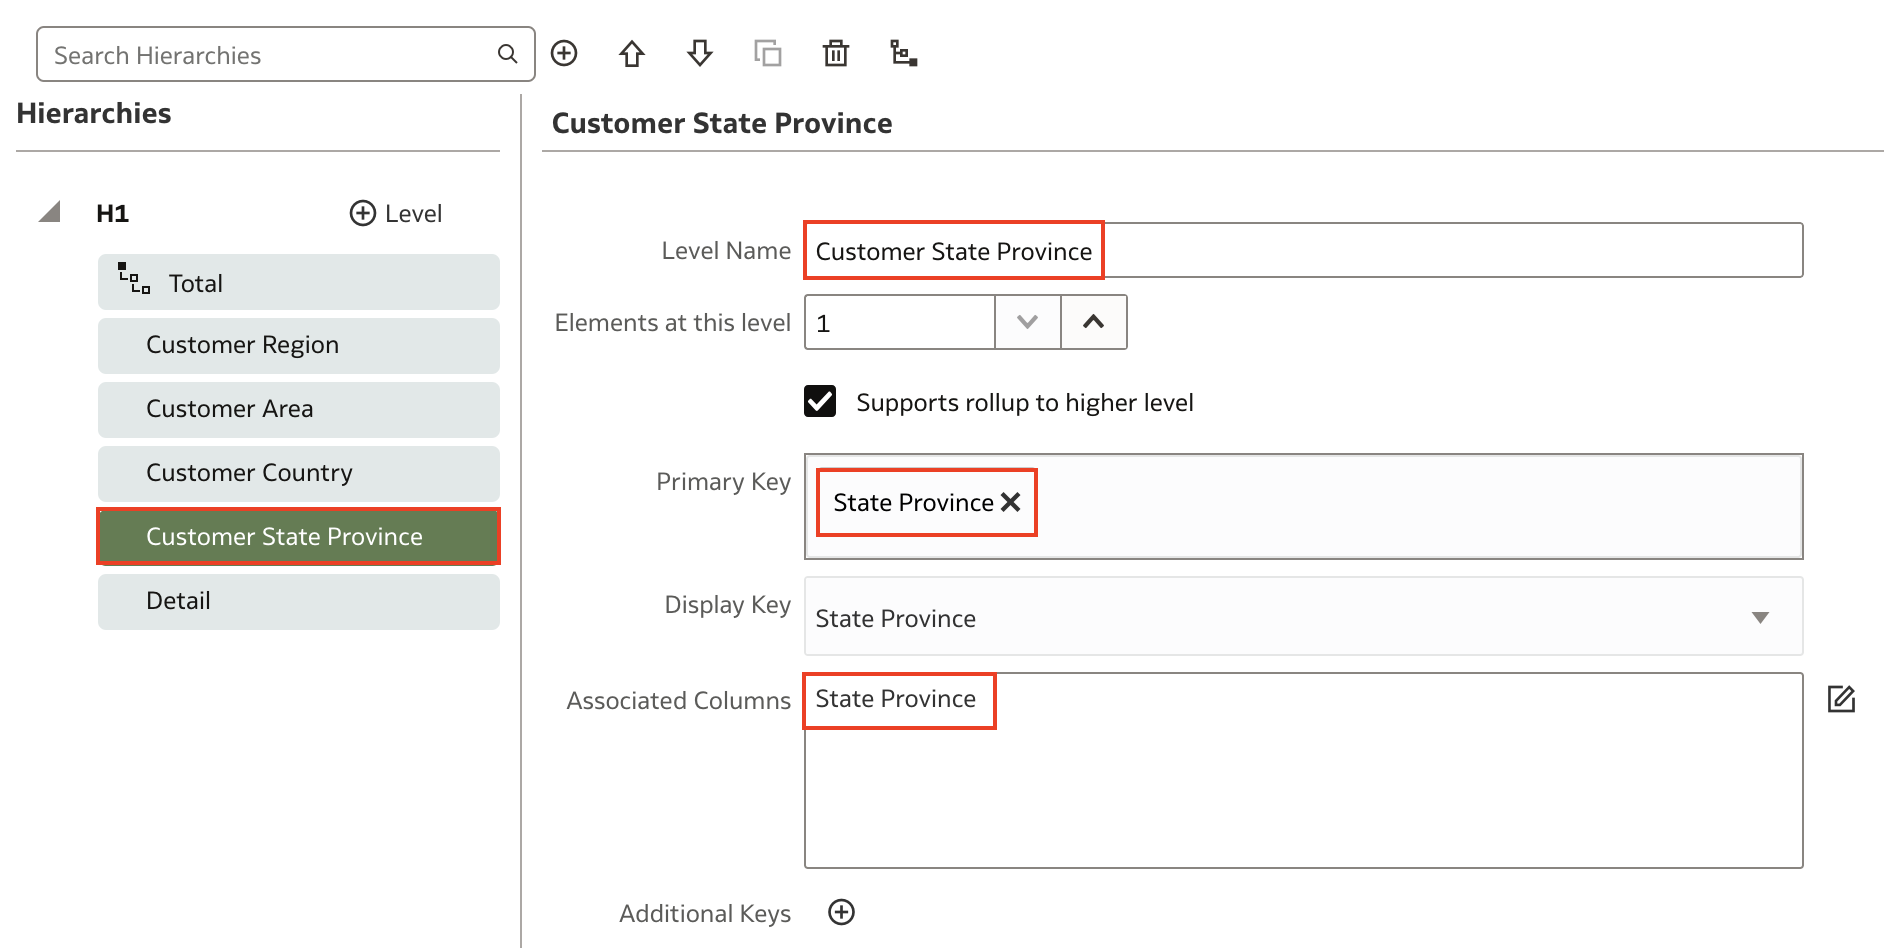 Search Hierarchies
Hierarchies
H1
Level
Total
Customer Region
Customer Area
Customer Country
Customer State Province
Detail
Customer State Province
Level Name Customer State Province
Elements at this level 1
Supports rollup to higher level
Primary Key State Province
Display Key State Province
Associated Columns State Province
Additional Keys